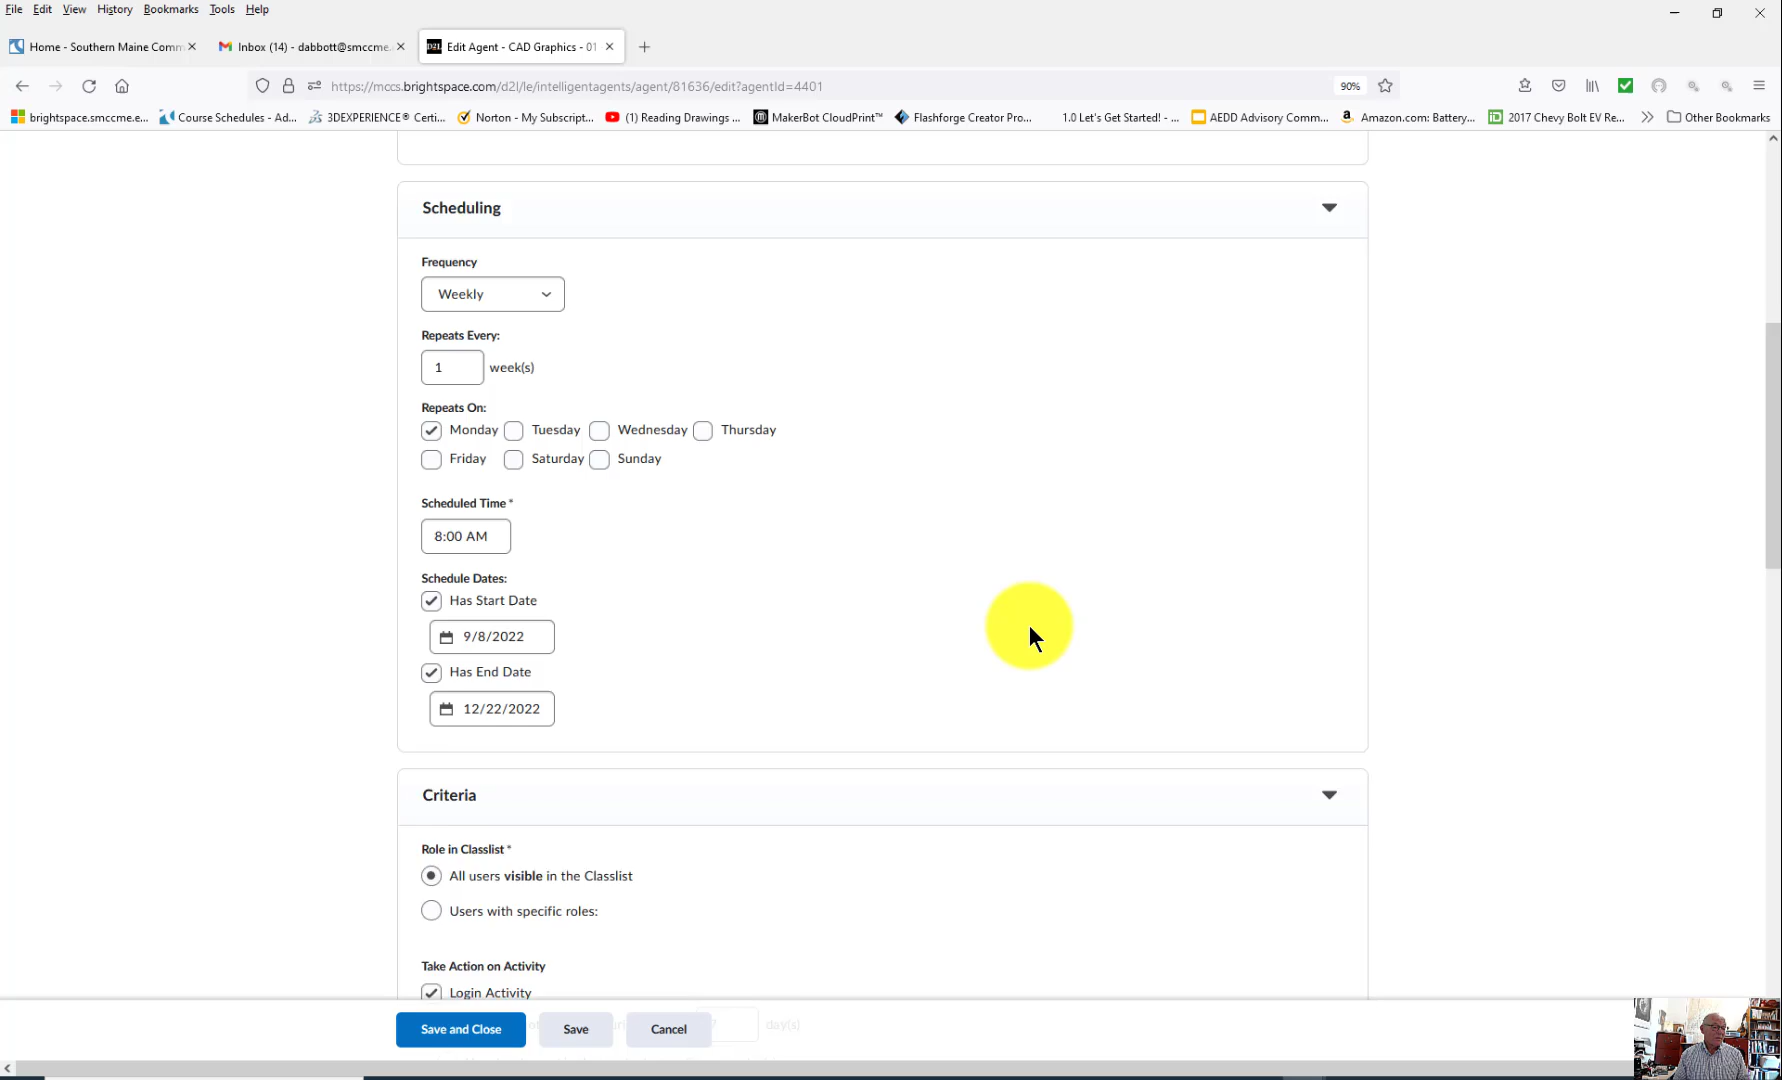 File Edit View History Bookmarks Tools Help
Home - Southern Maine Comm Inbox (14) - dabbott@smccme. D2L Edit Agent - CAD Graphics - 01
https://mccs.brightspace.com/d2l/le/intelligentagents/agent/81636/edit?agentId=4401 90%
brightspace.smccme.e... Course Schedules - Ad... 3DEXPERIENCE® Certi... Norton - My Subscript... (1) Reading Drawings ... MakerBot CloudPrint™ Flashforge Creator Pro... 1.0 Let's Get Started! - ... AEDD Advisory Comm... Amazon.com: Battery... 2017 Chevy Bolt EV Re... Other Bookmarks
Scheduling
Frequency
Weekly
Repeats Every:
1 week(s)
Repeats On:
Monday Tuesday Wednesday Thursday
Friday Saturday Sunday
Scheduled Time *
8:00 AM
Schedule Dates:
Has Start Date
9/8/2022
Has End Date
12/22/2022
Criteria
Role in Classlist *
All users visible in the Classlist
Users with specific roles:
Take Action on Activity
Login Activity
Save and Close Save Cancel day(s)